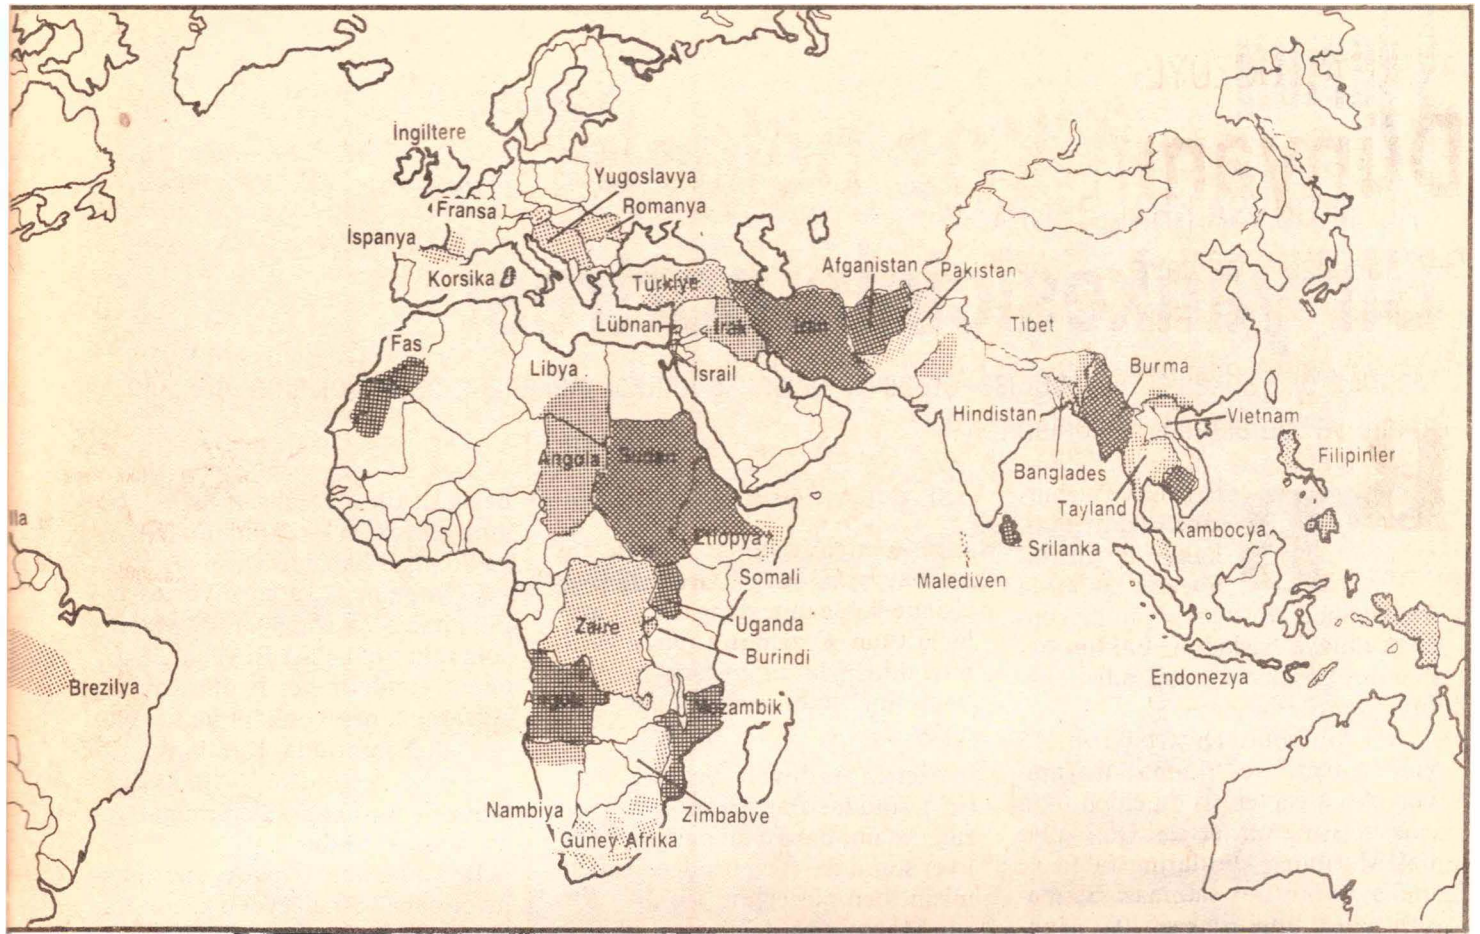 İngiltere
Yugoslavya
Fransa
Romanya
İspanya
Korsika
Türkiye
Afganistan
Pakistan
Lübnan
Irak
İran
Tibet
Fas
Libya
İsrail
Burma
Hindistan
Vietnam
Angola
Sudan
Banglades
Filipinler
Tayland
Etiopya
Kambocya
Srilanka
Somali
Malediven
Zaire
Uganda
Burindi
Brezilya
Endonezya
Angola
Mozambik
Nambiya
Zimbabve
Guney Afrika